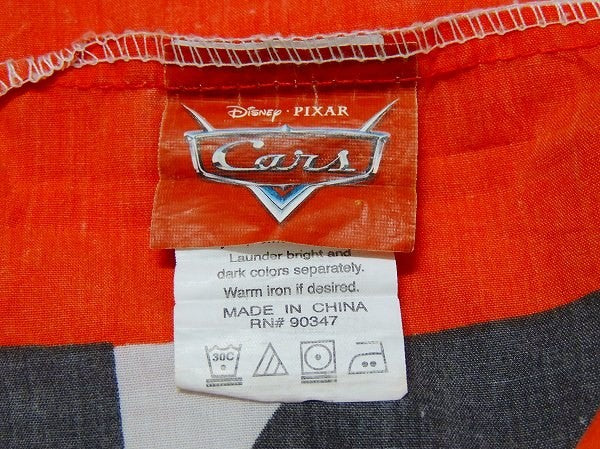 Disney · PIXAR
Cars
Launder bright and
dark colors separately.
Warm iron if desired.
MADE IN CHINA
RN# 90347
30C